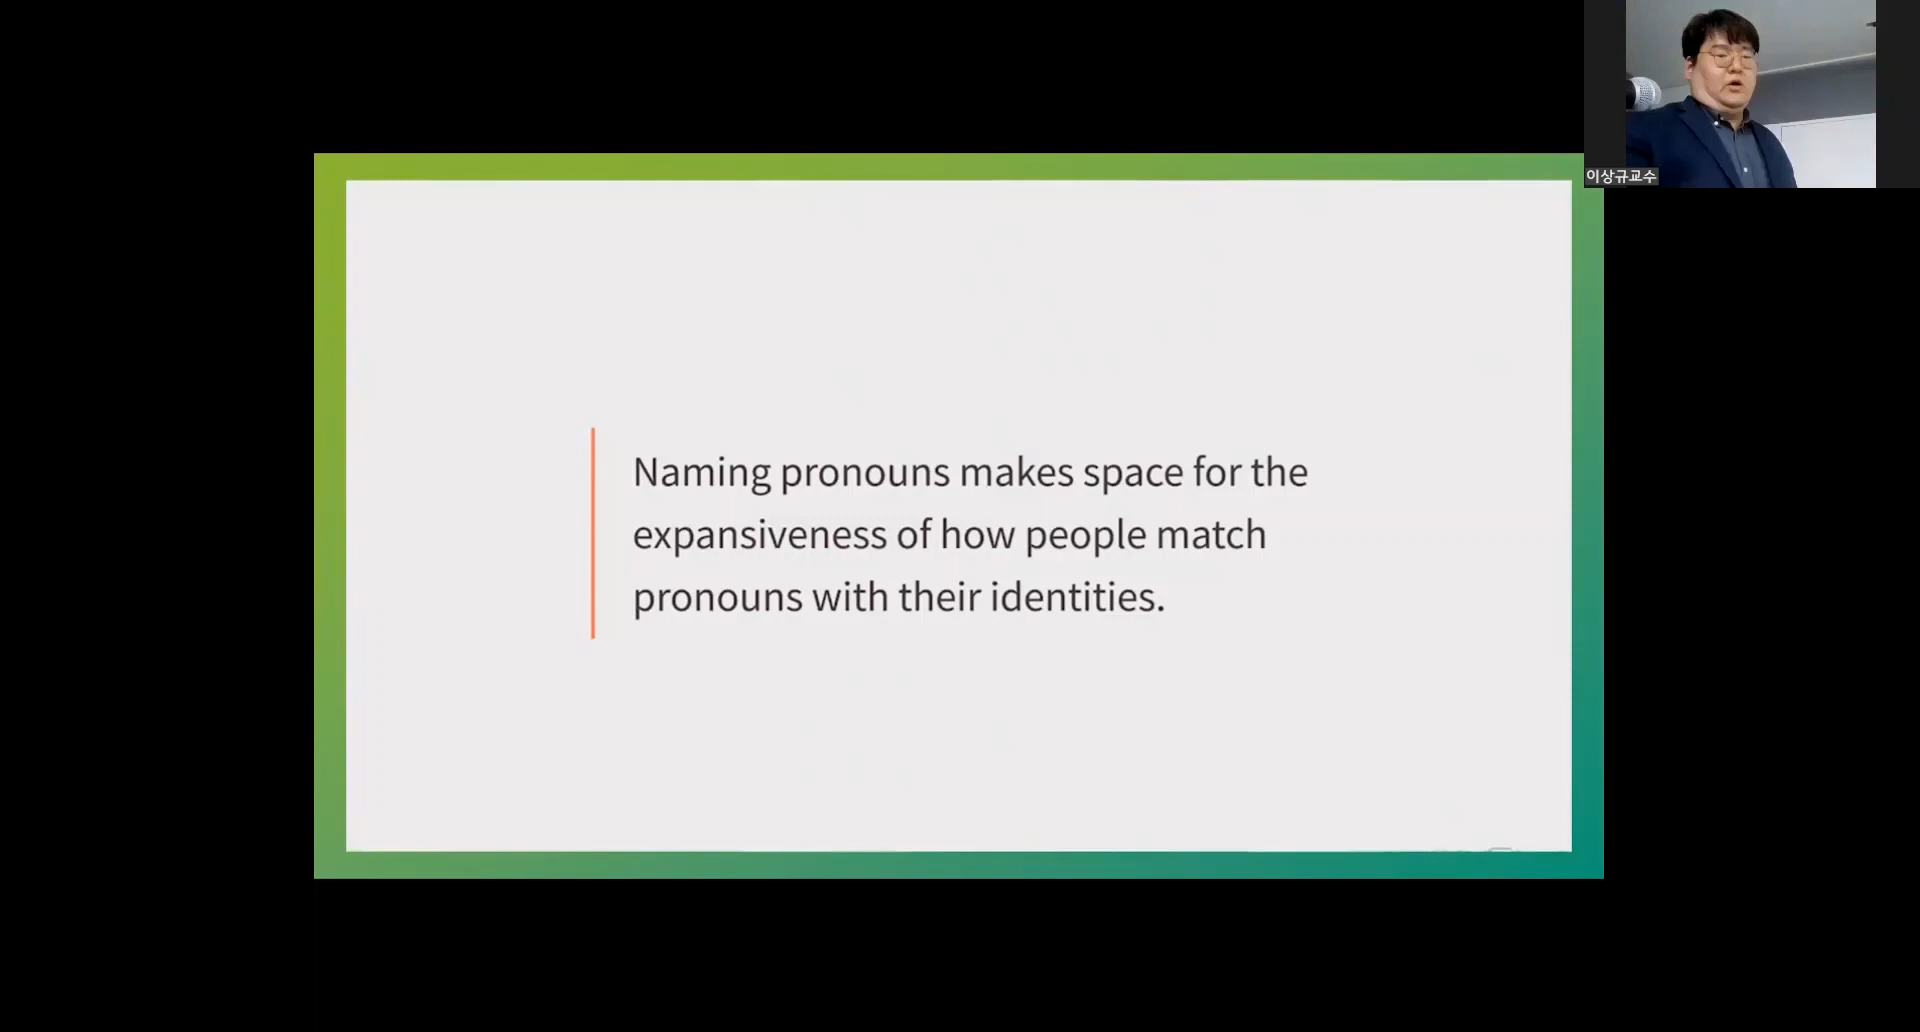 이상규교수
Naming pronouns makes space for the
expansiveness of how people match
pronouns with their identities.